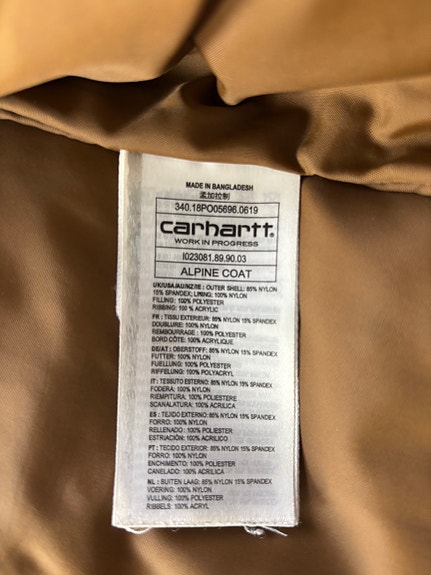 MADE IN BANGLADESH
孟加拉制
340.18PO05696.0619
carhartt.
WORK IN PROGRESS
I023081.89.90.03
ALPINE COAT
UK/USA/AU/NZ/IE : OUTER SHELL: 85% NYLON
15% SPANDEX; LINING: 100% NYLON
FILLING: 100% POLYESTER
RIBBING: 100 % ACRYLIC
FR : TISSU EXTERIEUR: 85% NYLON 15% SPANDEX
DOUBLURE: 100% NYLON
REMBOURRAGE : 100% POLYESTER
BORD CÔTE: 100% ACRYLIQUE
DE/AT : OBERSTOFF: 85% NYLON 15% SPANDEX
FUTTER: 100% NYLON
FUELLUNG: 100% POLYESTER
RIFFELUNG: 100% POLYACRYL
IT : TESSUTO ESTERNO: 85% NYLON 15% SPANDEX
FODERA: 100% NYLON
RIEMPITURA: 100% POLIESTERE
SCANALATURA: 100% ACRILICA
ES : TEJIDO EXTERNO: 85% NYLON 15% SPANDEX
FORRO: 100% NYLON
RELLENADO: 100% POLIESTER
ESTRIACIÓN: 100% ACRILICO
PT : TECIDO EXTERIOR: 85% NYLON 15% SPANDEX
FORRO: 100% NYLON
ENCHIMENTO: 100% POLIESTER
CANELADO: 100% ACRILICA
NL : BUITEN LAAG: 85% NYLON 15% SPANDEX
VOERING: 100% NYLON
VULLING: 100% POLYESTER
RIBBELS: 100% ACRYL